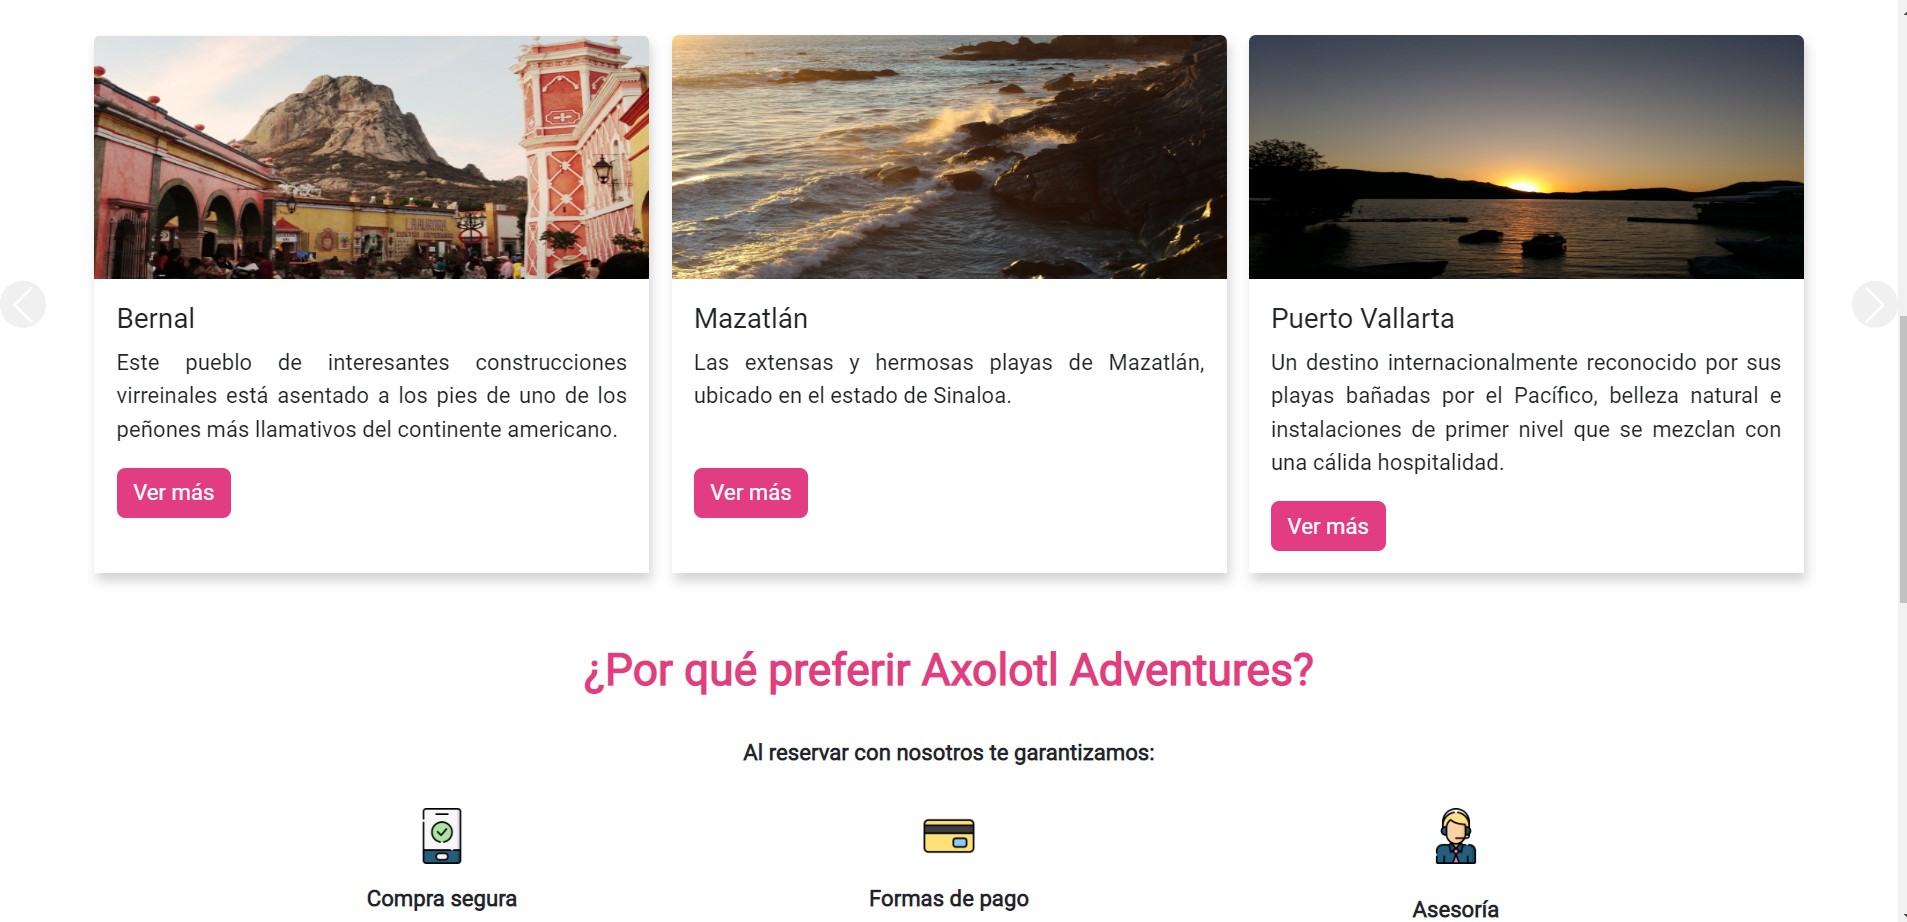 Bernal
Este pueblo de interesantes construcciones
virreinales está asentado a los pies de uno de los
peñones más llamativos del continente americano.
Ver más
Mazatlán
Las extensas y hermosas playas de Mazatlán,
ubicado en el estado de Sinaloa.
Ver más
Puerto Vallarta
Un destino internacionalmente reconocido por sus
playas bañadas por el Pacífico, belleza natural e
instalaciones de primer nivel que se mezclan con
una cálida hospitalidad.
Ver más
¿Por qué preferir Axolotl Adventures?
Al reservar con nosotros te garantizamos:
Compra segura
Formas de pago
Asesoría